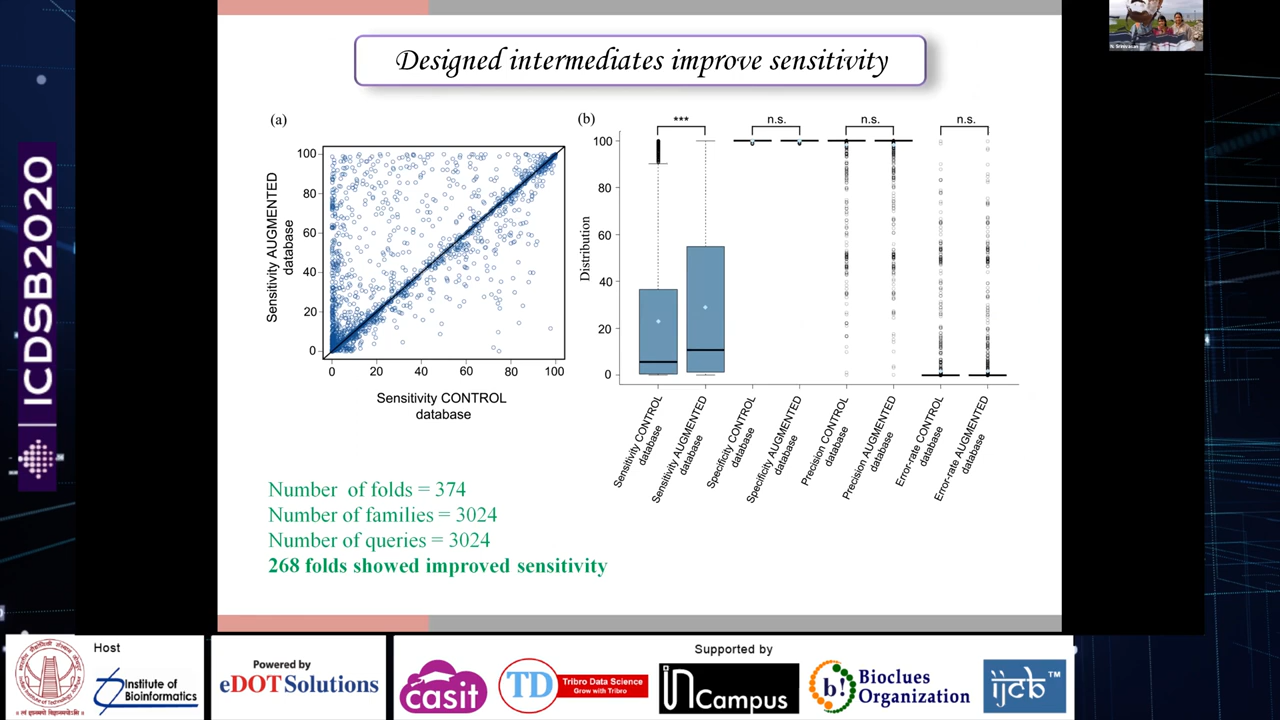 Designed intermediates improve sensitivity
N. Srinivasan
ICDSB2020
(a)
Sensitivity AUGMENTED
database
100
80
60
40
20
0
0 20 40 60 80 100
Sensitivity CONTROL
database
(b)
*** n.s. n.s. n.s.
Distribution
100
80
60
40
20
0
Sensitivity CONTROL
database
Sensitivity AUGMENTED
database
Specificity CONTROL
database
Specificity AUGMENTED
database
Precision CONTROL
database
Precision AUGMENTED
database
Error-rate CONTROL
database
Error-rate AUGMENTED
database
Number of folds = 374
Number of families = 3024
Number of queries = 3024
268 folds showed improved sensitivity
Host
Institute of
Bioinformatics
Powered by
eDOT Solutions
Supported by
casit
TD
Tribro Data Science
Grow with Tribro
inCampus
b!
Bioclues
Organization
ijcb™